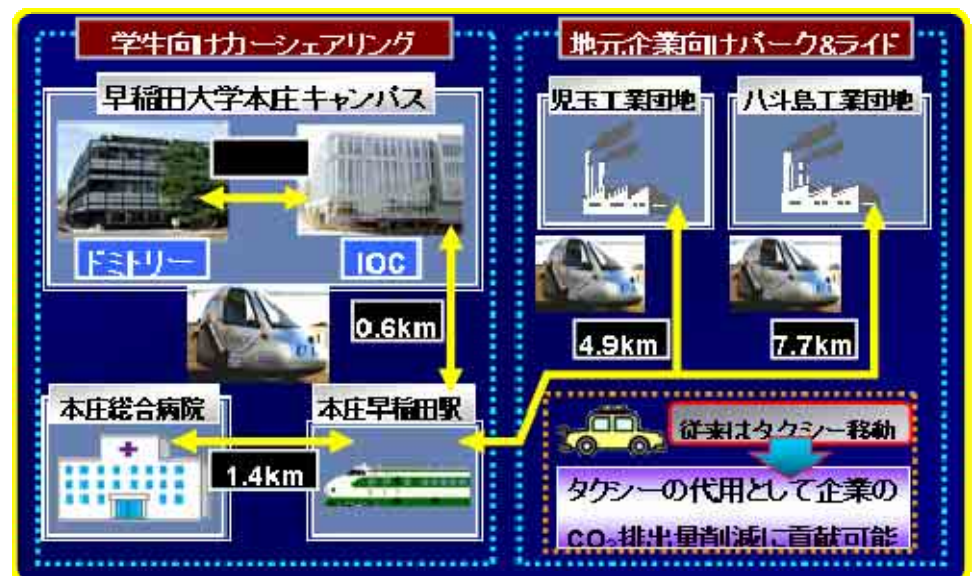 学生向けカーシェアリング
早稲田大学本庄キャンパス
ドミトリー
IOC
0.6km
本庄総合病院
本庄早稲田駅
1.4km
地元企業向けパーク&ライド
児玉工業団地
八斗島工業団地
4.9km
7.7km
従来はタクシー移動
タクシーの代用として企業の
CO₂排出量削減に貢献可能